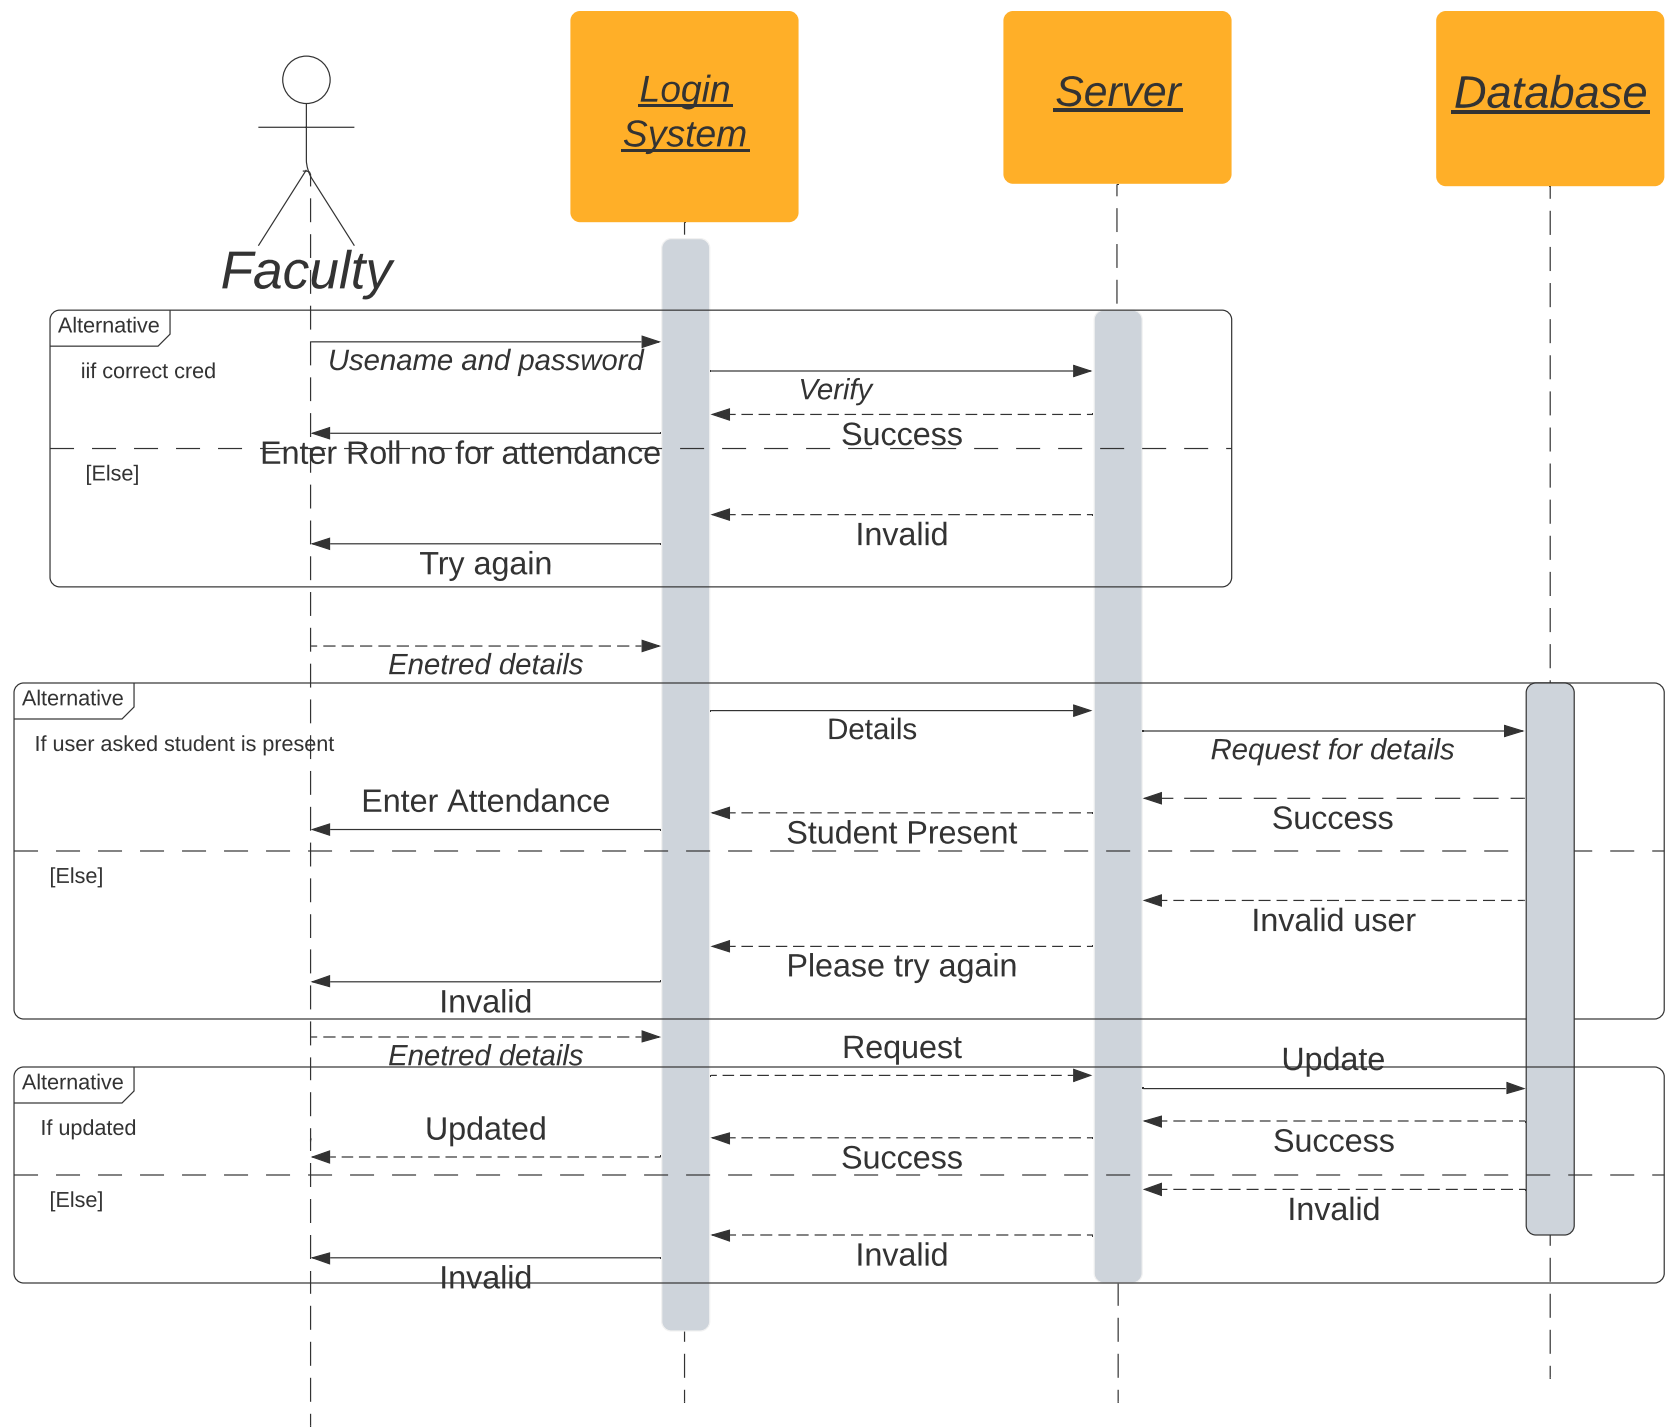 Login
System
Server
Database
Faculty
Alternative
Usename and password
iif correct cred
Verify
Success
Enter Roll no for attendance
[Else]
Invalid
Try again
Enetred details
Alternative
Details
If user asked student is present
Request for details
Enter Attendance
Success
Student Present
[Else]
Invalid user
Please try again
Invalid
Enetred details
Request
Update
Alternative
If updated
Updated
Success
Success
[Else]
Invalid
Invalid
Invalid